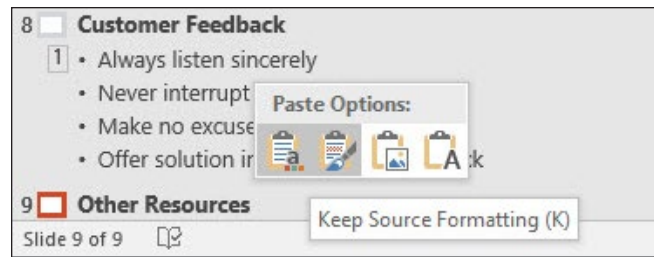 8 Customer Feedback
1 • Always listen sincerely
• Never interrupt
Paste Options:
• Make no excuse
• Offer solution
9 Other Resources
Keep Source Formatting (K)
Slide 9 of 9